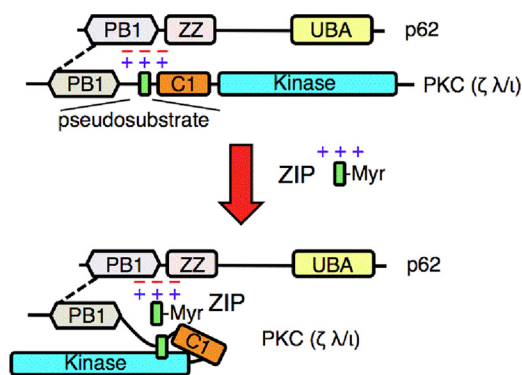 PB1 ZZ UBA p62
− − −
+ + +
PB1 C1 Kinase PKC (ζ λ/ι)
pseudosubstrate
+ + +
ZIP -Myr
PB1 ZZ UBA p62
− − −
+ + +
PB1 -Myr ZIP
C1 PKC (ζ λ/ι)
Kinase